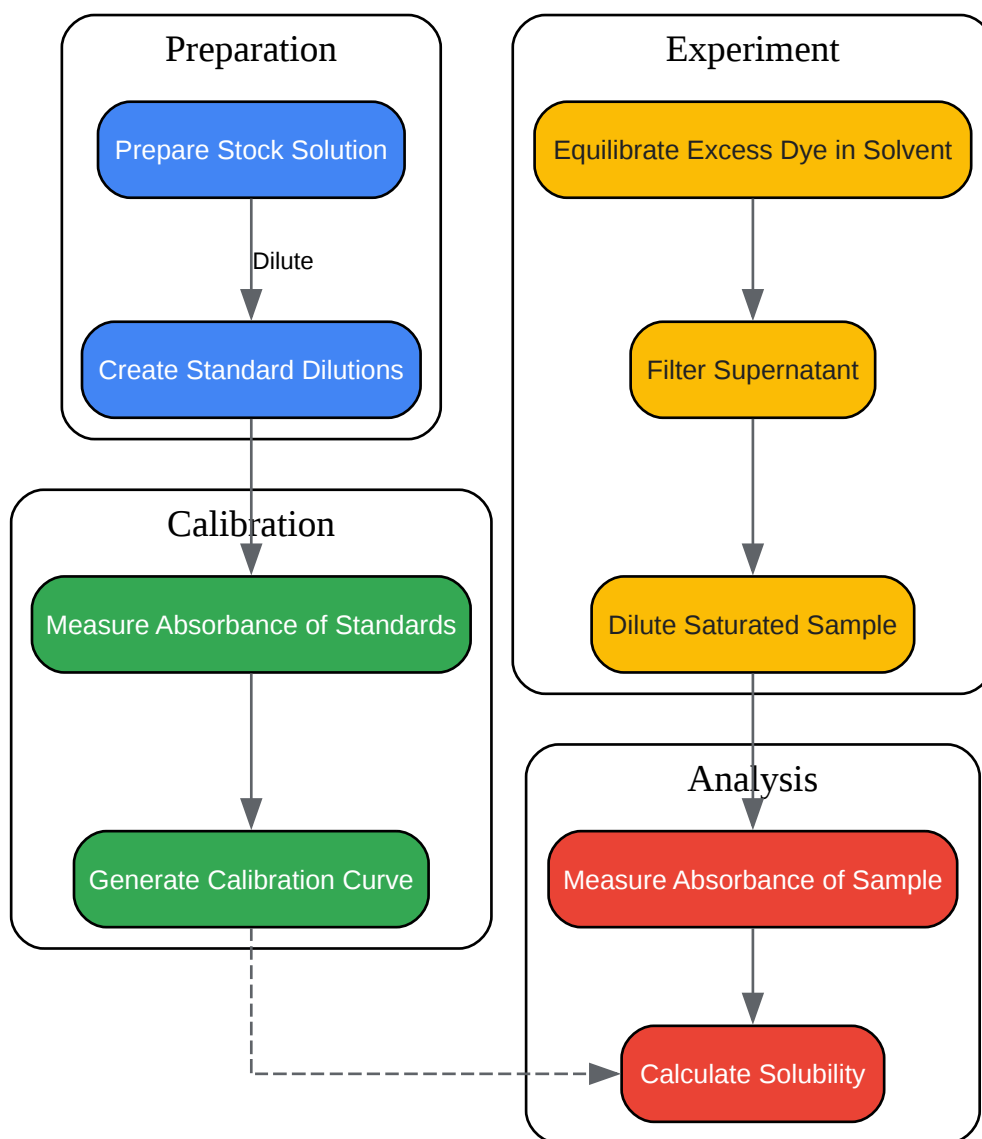 Preparation
Prepare Stock Solution
Dilute
Create Standard Dilutions
Calibration
Measure Absorbance of Standards
Generate Calibration Curve
Experiment
Equilibrate Excess Dye in Solvent
Filter Supernatant
Dilute Saturated Sample
Analysis
Measure Absorbance of Sample
Calculate Solubility